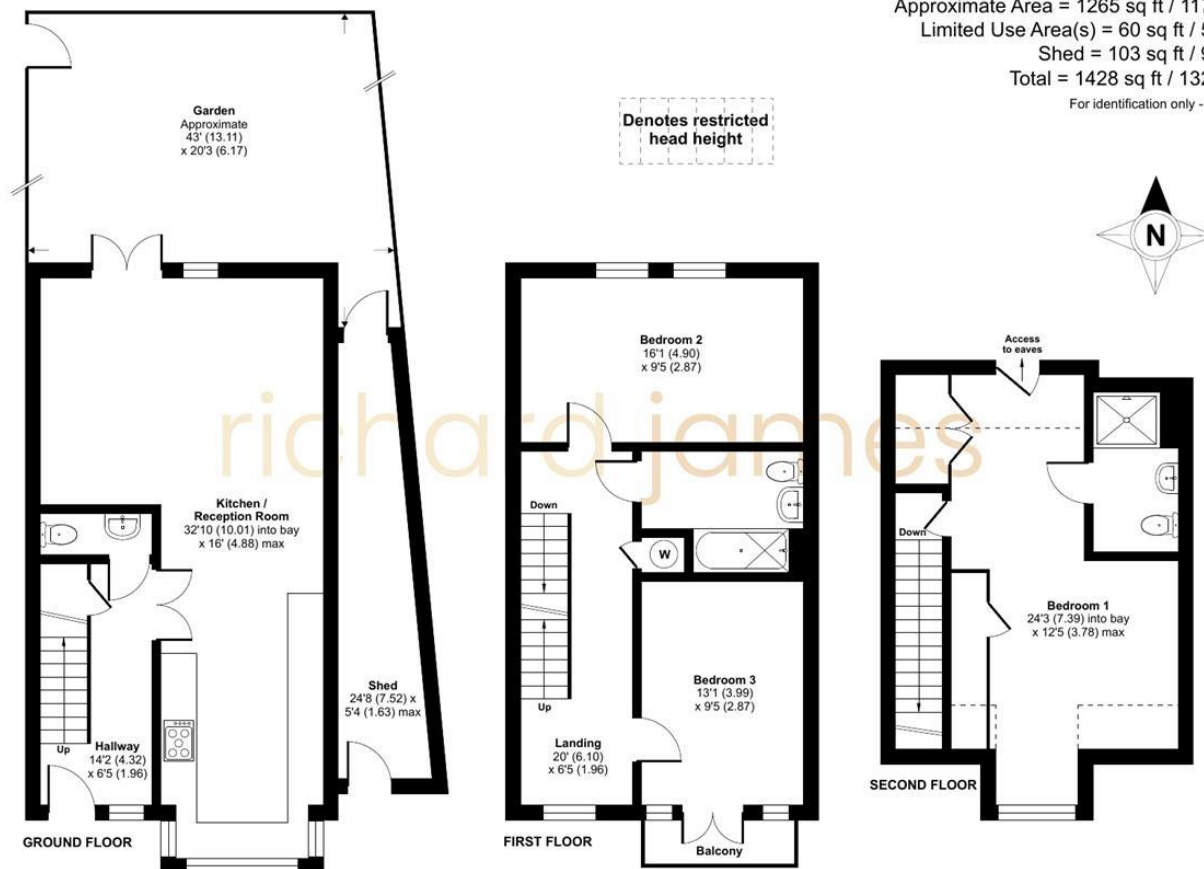 Approximate Area = 1265 sq ft /
Limited Use Area(s) = 60 sq ft /
Shed = 103 sq ft /
Total = 1428 sq ft /
For identification only -
Garden
Approximate
43' (13.11)
x 20'3 (6.17)
Denotes restricted
head height
N
Kitchen /
Reception Room
32'10 (10.01) into bay
x 16' (4.88) max
Up
Hallway
14'2 (4.32)
x 6'5 (1.96)
Shed
24'8 (7.52) x
5'4 (1.63) max
GROUND FLOOR
Bedroom 2
16'1 (4.90)
x 9'5 (2.87)
Down
W
Up
Landing
20' (6.10)
x 6'5 (1.96)
Bedroom 3
13'1 (3.99)
x 9'5 (2.87)
Balcony
FIRST FLOOR
Access
to eaves
Down
Bedroom 1
24'3 (7.39) into bay
x 12'5 (3.78) max
SECOND FLOOR
richard james